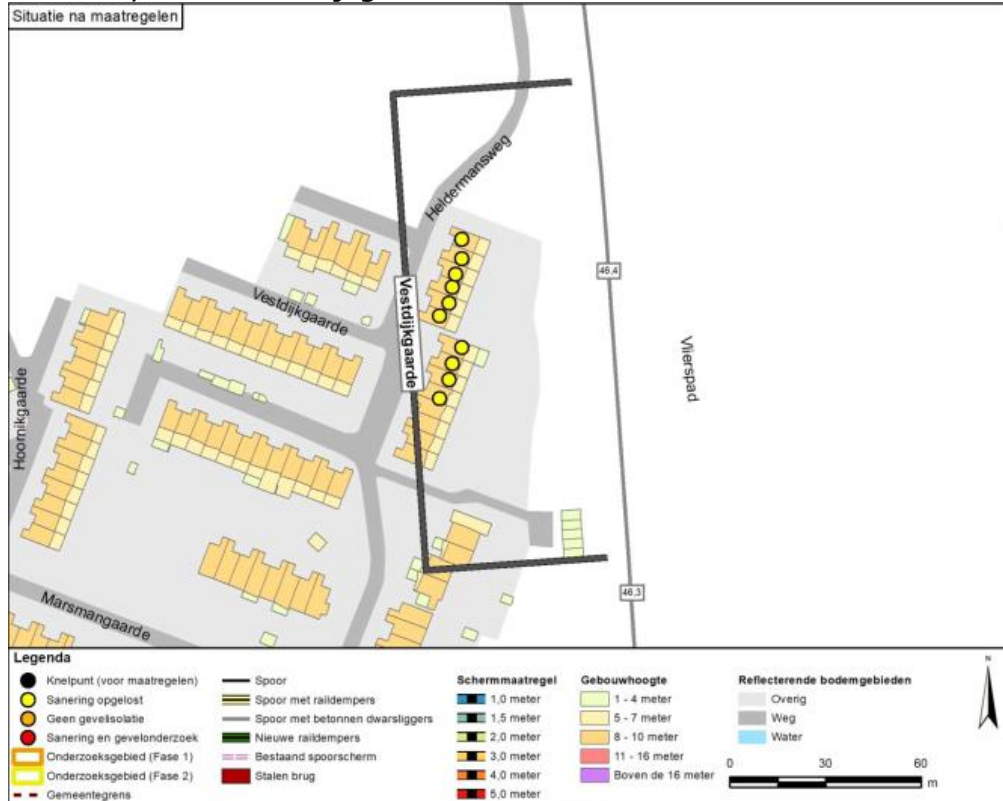 Situatie na maatregelen
Heldermansweg
46,4
Vestdijkgaarde
Vestdijkgaarde
Vlierspad
Hoornikgaarde
46,3
Marsmangaarde
Legenda
Knelpunt (voor maatregelen)
Sanering opgelost
Geen gevelisolatie
Sanering en gevelonderzoek
Onderzoeksgebied (Fase 1)
Onderzoeksgebied (Fase 2)
Gemeentegrens
Spoor
Spoor met raildempers
Spoor met betonnen dwarsliggers
Nieuwe raildempers
Bestaand spoorscherm
Stalen brug
Schermmaatregel
1,0 meter
1,5 meter
2,0 meter
3,0 meter
4,0 meter
5,0 meter
Gebouwhoogte
1 - 4 meter
5 - 7 meter
8 - 10 meter
11 - 16 meter
Boven de 16 meter
Reflecterende bodemgebieden
Overig
Weg
Water
N
0 30 60
m